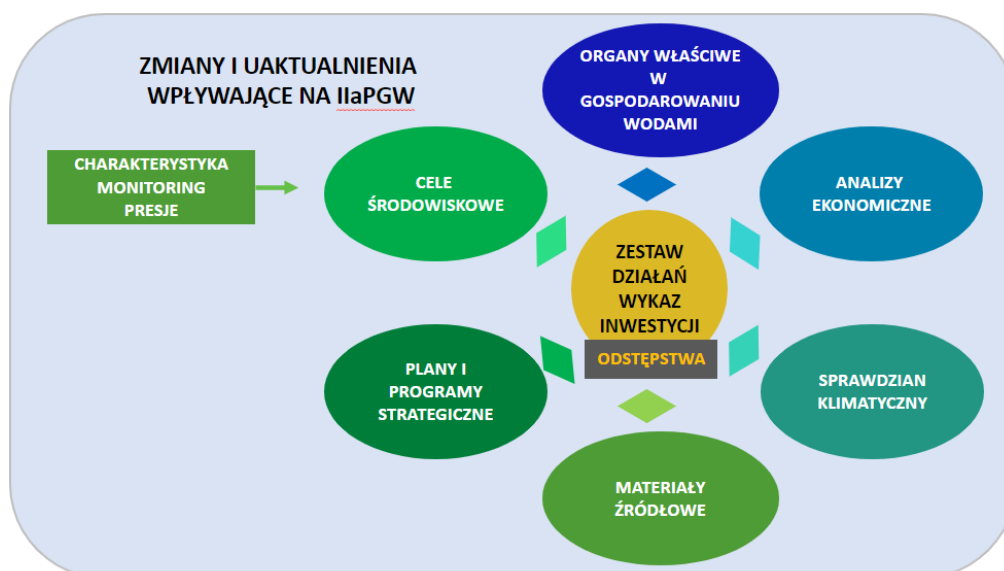 ZMIANY I UAKTUALNIENIA
WPŁYWAJĄCE NA IIaPGW
ORGANY WŁAŚCIWE
W
GOSPODAROWANIU
WODAMI
CHARAKTERYSTYKA
MONITORING
PRESJE
CELE
ŚRODOWISKOWE
ANALIZY
EKONOMICZNE
ZESTAW
DZIAŁAŃ
WYKAZ
INWESTYCJI
ODSTĘPSTWA
PLANY I
PROGRAMY
STRATEGICZNE
SPRAWDZIAN
KLIMATYCZNY
MATERIAŁY
ŹRÓDŁOWE